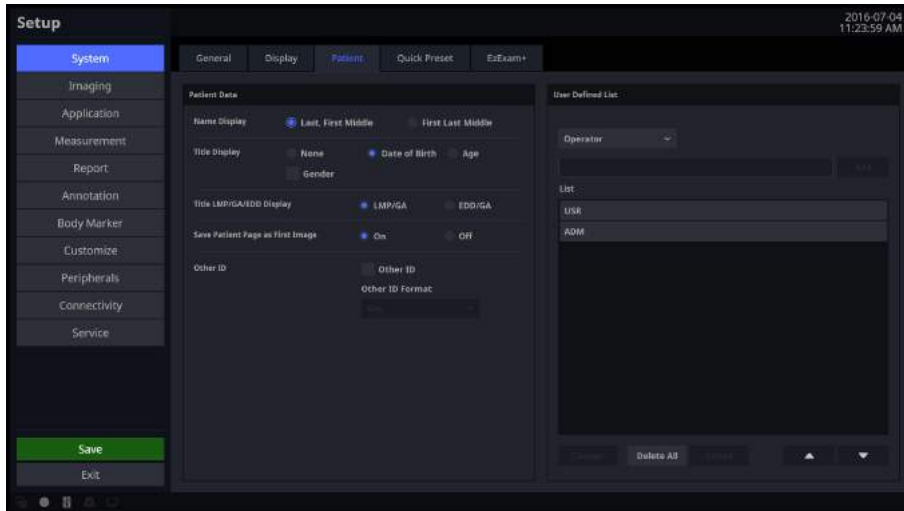 Setup
2016-07-04
11:23:59 AM
System
General Display Patient Quick Preset EzExam+
Imaging
Application
Measurement
Report
Annotation
Body Marker
Customize
Peripherals
Connectivity
Service
Save
Exit
Patient Data
Name Display Last, First Middle First Last Middle
Title Display None Date of Birth Age
Gender
Title LMP/GA/EDD Display LMP/GA EDD/GA
Save Patient Page as First Image On Off
Other ID Other ID
Other ID Format
User Defined List
Operator
List
USR
ADM
Delete All